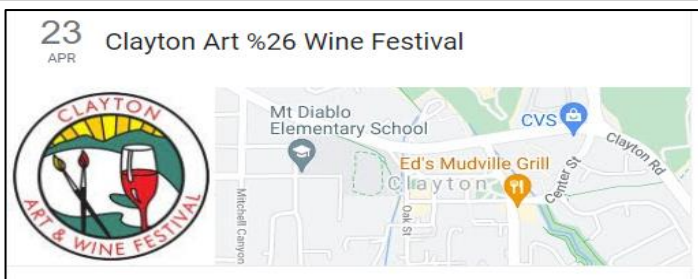 23
APR
Clayton Art %26 Wine Festival
CLAYTON
ART & WINE FESTIVAL
Mt Diablo
Elementary School
CVS
Clayton Rd
Ed's Mudville Grill
Clayton
Center St
Mitchell Canyon
Oak St